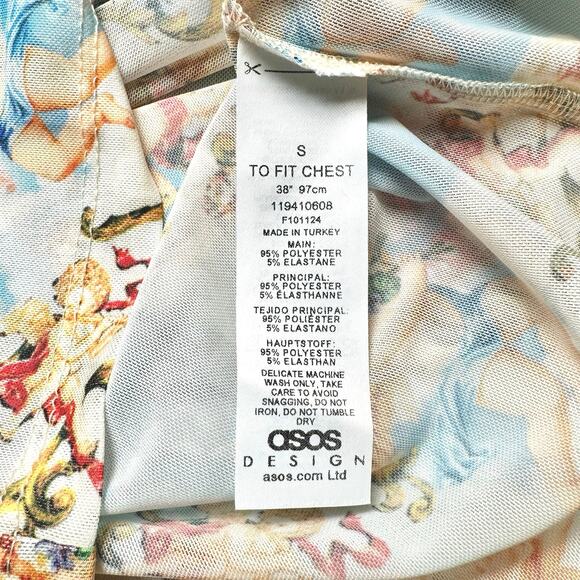 S
TO FIT CHEST
38" 97cm
119410608
F101124
MADE IN TURKEY
MAIN:
95% POLYESTER
5% ELASTANE
PRINCIPAL:
95% POLYESTER
5% ÉLASTHANNE
TEJIDO PRINCIPAL:
95% POLIÉSTER
5% ELASTANO
HAUPTSTOFF:
95% POLYESTER
5% ELASTHAN
DELICATE MACHINE
WASH ONLY, TAKE
CARE TO AVOID
SNAGGING, DO NOT
IRON, DO NOT TUMBLE
DRY
asos
DESIGN
asos.com Ltd